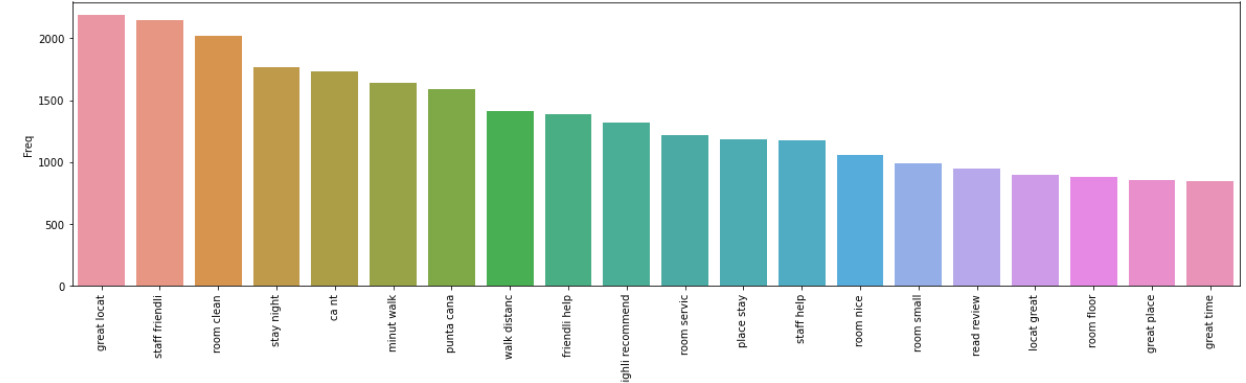 2000
1500
1000
500
0
Freq
great locat
staff friendli
room clean
stay night
ca nt
minut walk
punta cana
walk distanc
friendli help
ighli recommend
room servic
place stay
staff help
room nice
room small
read review
locat great
room floor
great place
great time